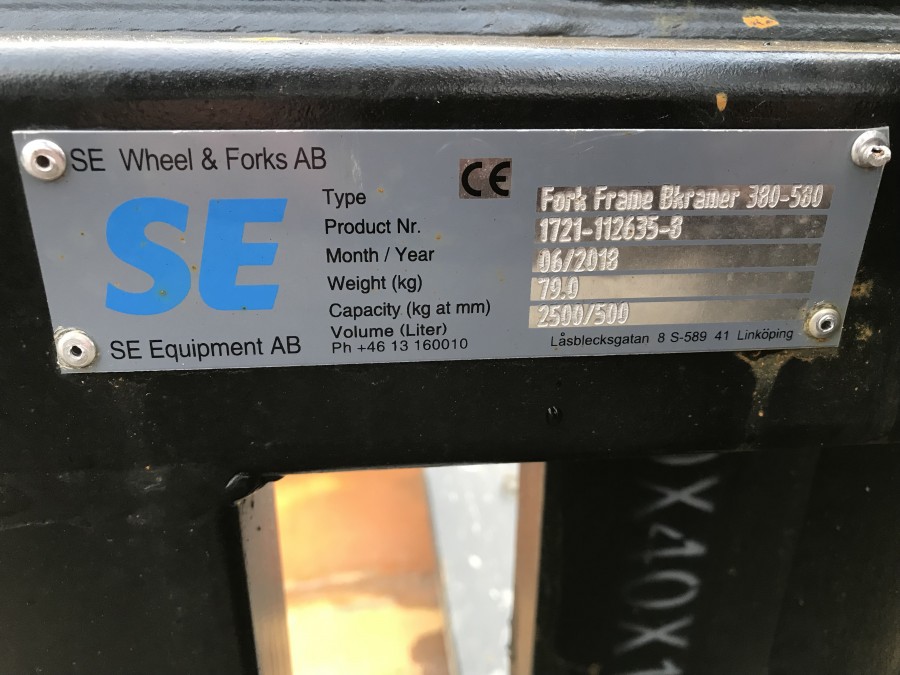 SE Wheel & Forks AB
CE
SE
Type Fork Frame Bkramer 380-580
Product Nr. 1721-112635-8
Month / Year 06/2018
Weight (kg) 79.0
Capacity (kg at mm) 2500/500
Volume (Liter)
SE Equipment AB
Ph +46 13 160010
Låsblecksgatan 8 S-589 41 Linköping
X40X1